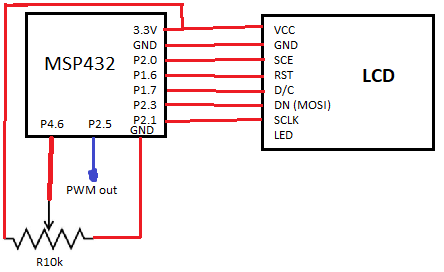 MSP432
3.3V
GND
P2.0
P1.6
P1.7
P2.3
P2.1
GND
P4.6
P2.5
PWM out
R10k
VCC
GND
SCE
RST
D/C
DN (MOSI)
SCLK
LED
LCD